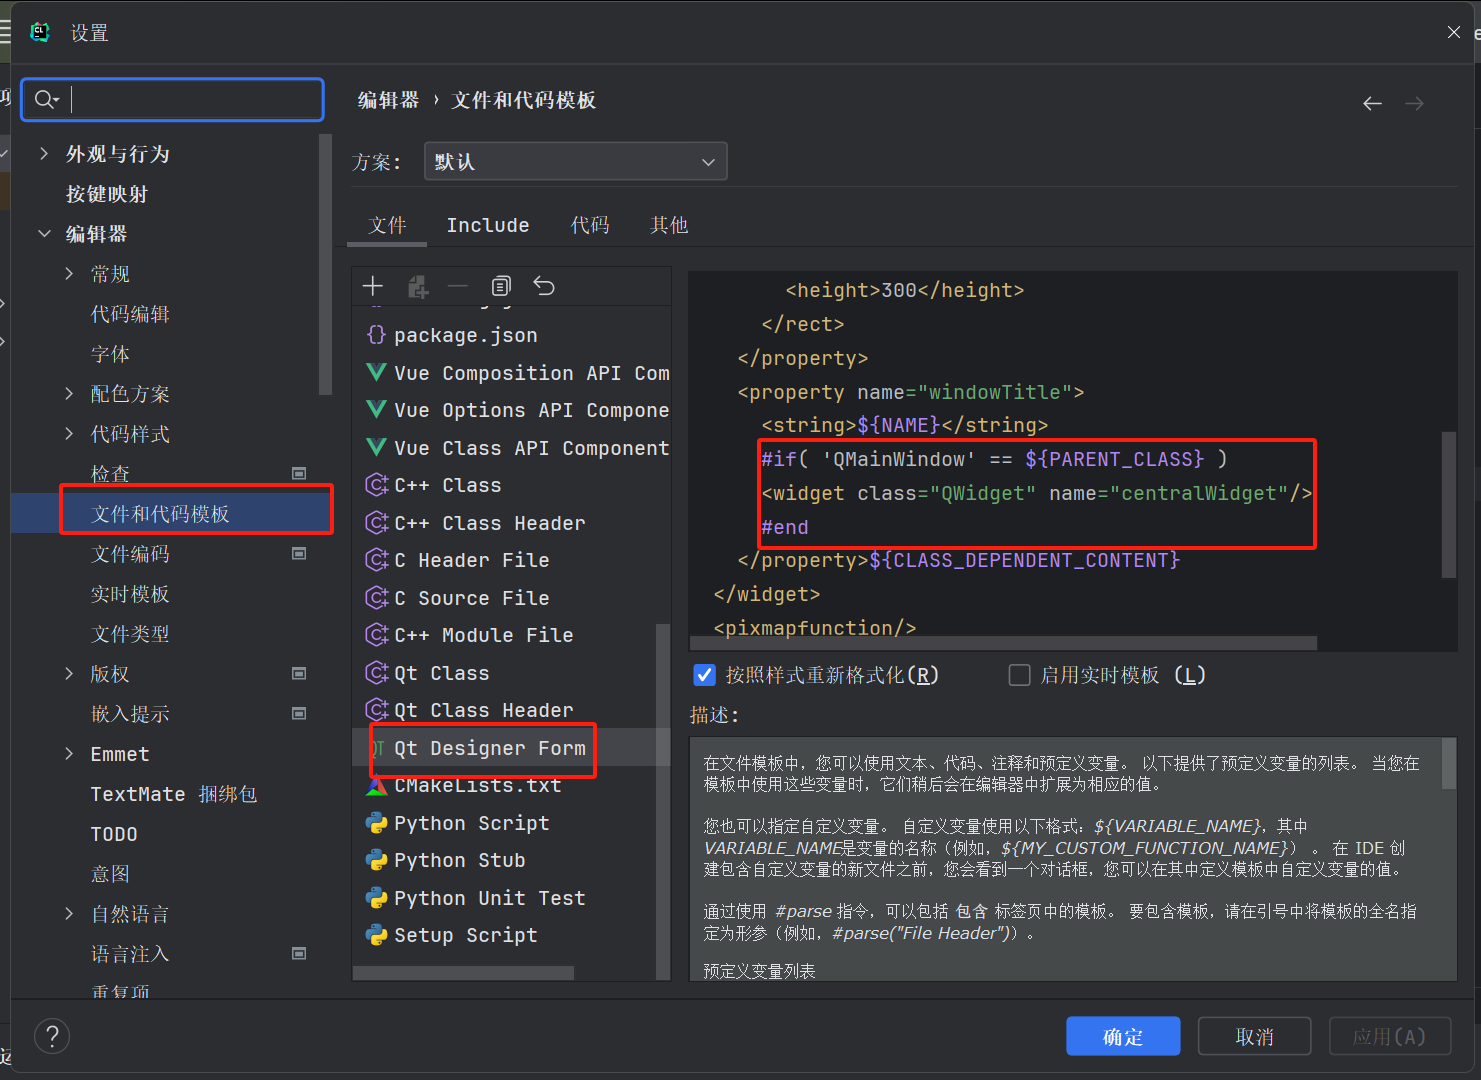 设置
编辑器 › 文件和代码模板
方案：
默认
外观与行为
按键映射
编辑器
常规
代码编辑
字体
配色方案
代码样式
检查
文件和代码模板
文件编码
实时模板
文件类型
版权
嵌入提示
Emmet
TextMate 捆绑包
TODO
意图
自然语言
语言注入
重复项
文件
Include
代码
其他
package.json
Vue Composition API Com
Vue Options API Compone
Vue Class API Component
C++ Class
C++ Class Header
C Header File
C Source File
C++ Module File
Qt Class
Qt Class Header
Qt Designer Form
CMakeLists.txt
Python Script
Python Stub
Python Unit Test
Setup Script
<height>300</height>
</rect>
</property>
<property name="windowTitle">
<string>${NAME}</string>
#if( 'QMainWindow' == ${PARENT_CLASS} )
<widget class="QWidget" name="centralWidget"/>
#end
</property>${CLASS_DEPENDENT_CONTENT}
</widget>
<pixmapfunction/>
按照样式重新格式化(R)
启用实时模板 (L)
描述：
在文件模板中，您可以使用文本、代码、注释和预定义变量。 以下提供了预定义变量的列表。 当您在
模板中使用这些变量时，它们稍后会在编辑器中扩展为相应的值。
您也可以指定自定义变量。 自定义变量使用以下格式：${VARIABLE_NAME}，其中
VARIABLE_NAME是变量的名称（例如，${MY_CUSTOM_FUNCTION_NAME}） 。 在 IDE 创
建包含自定义变量的新文件之前，您会看到一个对话框，您可以在其中定义模板中自定义变量的值。
通过使用 #parse 指令，可以包括 包含 标签页中的模板。 要包含模板，请在引号中将模板的全名指
定为形参（例如，#parse("File Header")）。
预定义变量列表
?
确定
取消
应用(A)